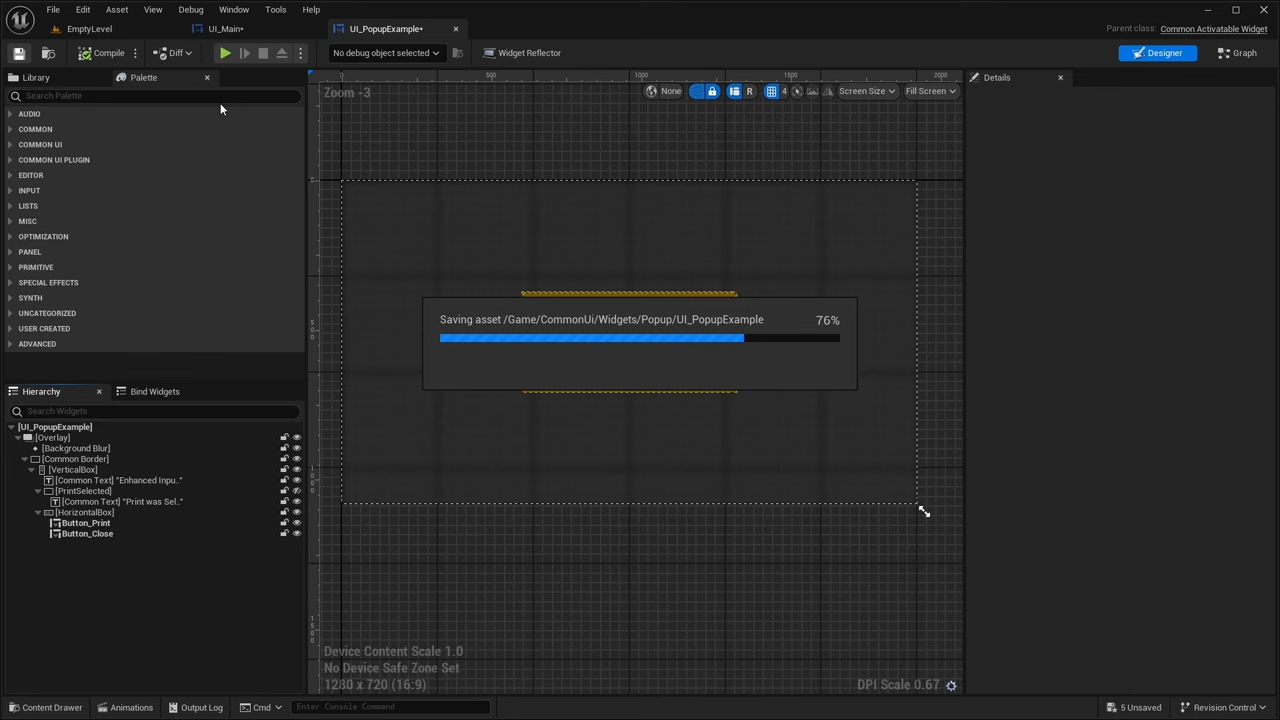 File Edit Asset View Debug Window Tools Help
EmptyLevel UI_Main* UI_PopupExample* Parent class: Common Activatable Widget
Compile Diff No debug object selected Widget Reflector Designer Graph
Library Palette Details
Search Palette
AUDIO
COMMON
COMMON UI
COMMON UI PLUGIN
EDITOR
INPUT
LISTS
MISC
OPTIMIZATION
PANEL
PRIMITIVE
SPECIAL EFFECTS
SYNTH
UNCATEGORIZED
USER CREATED
ADVANCED
Hierarchy Bind Widgets
Search Widgets
[UI_PopupExample]
[Overlay]
[Background Blur]
[Common Border]
[VerticalBox]
[Common Text] "Enhanced Inpu.."
[PrintSelected]
[Common Text] "Print was Sel.."
[HorizontalBox]
Button_Print
Button_Close
0 500 1000 1500 2000
Zoom -3 None R 4 Screen Size Fill Screen
0
500
1000
1500
Saving asset /Game/CommonUi/Widgets/Popup/UI_PopupExample 76%
Device Content Scale 1.0
No Device Safe Zone Set
1280 x 720 (16:9) DPI Scale 0.67
Content Drawer Animations Output Log Cmd Enter Console Command 5 Unsaved Revision Control